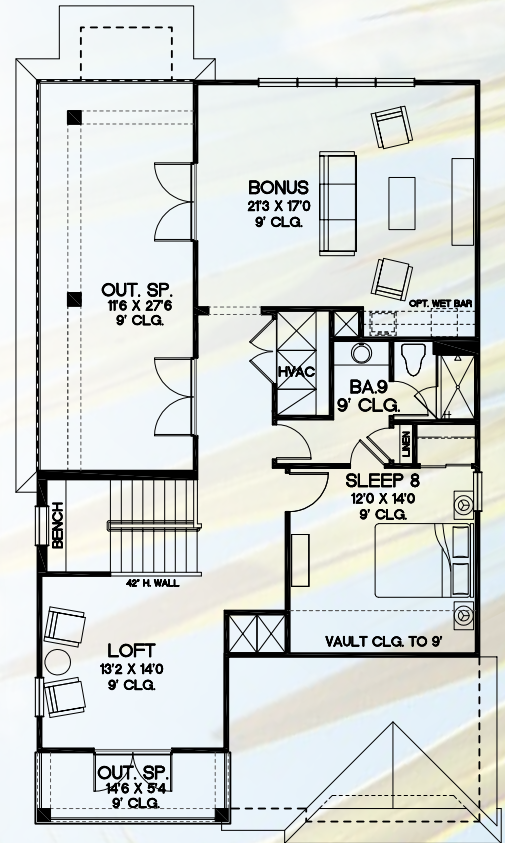 BONUS
21'3 X 17'0
9' CLG.
OUT. SP.
11'6 X 27'6
9' CLG.
OPT. WET BAR
HVAC
BA.9
9' CLG.
LINEN
SLEEP 8
12'0 X 14'0
9' CLG.
BENCH
42" H. WALL
VAULT CLG. TO 9'
LOFT
13'2 X 14'0
9' CLG.
OUT. SP.
14'6 X 5'4
9' CLG.